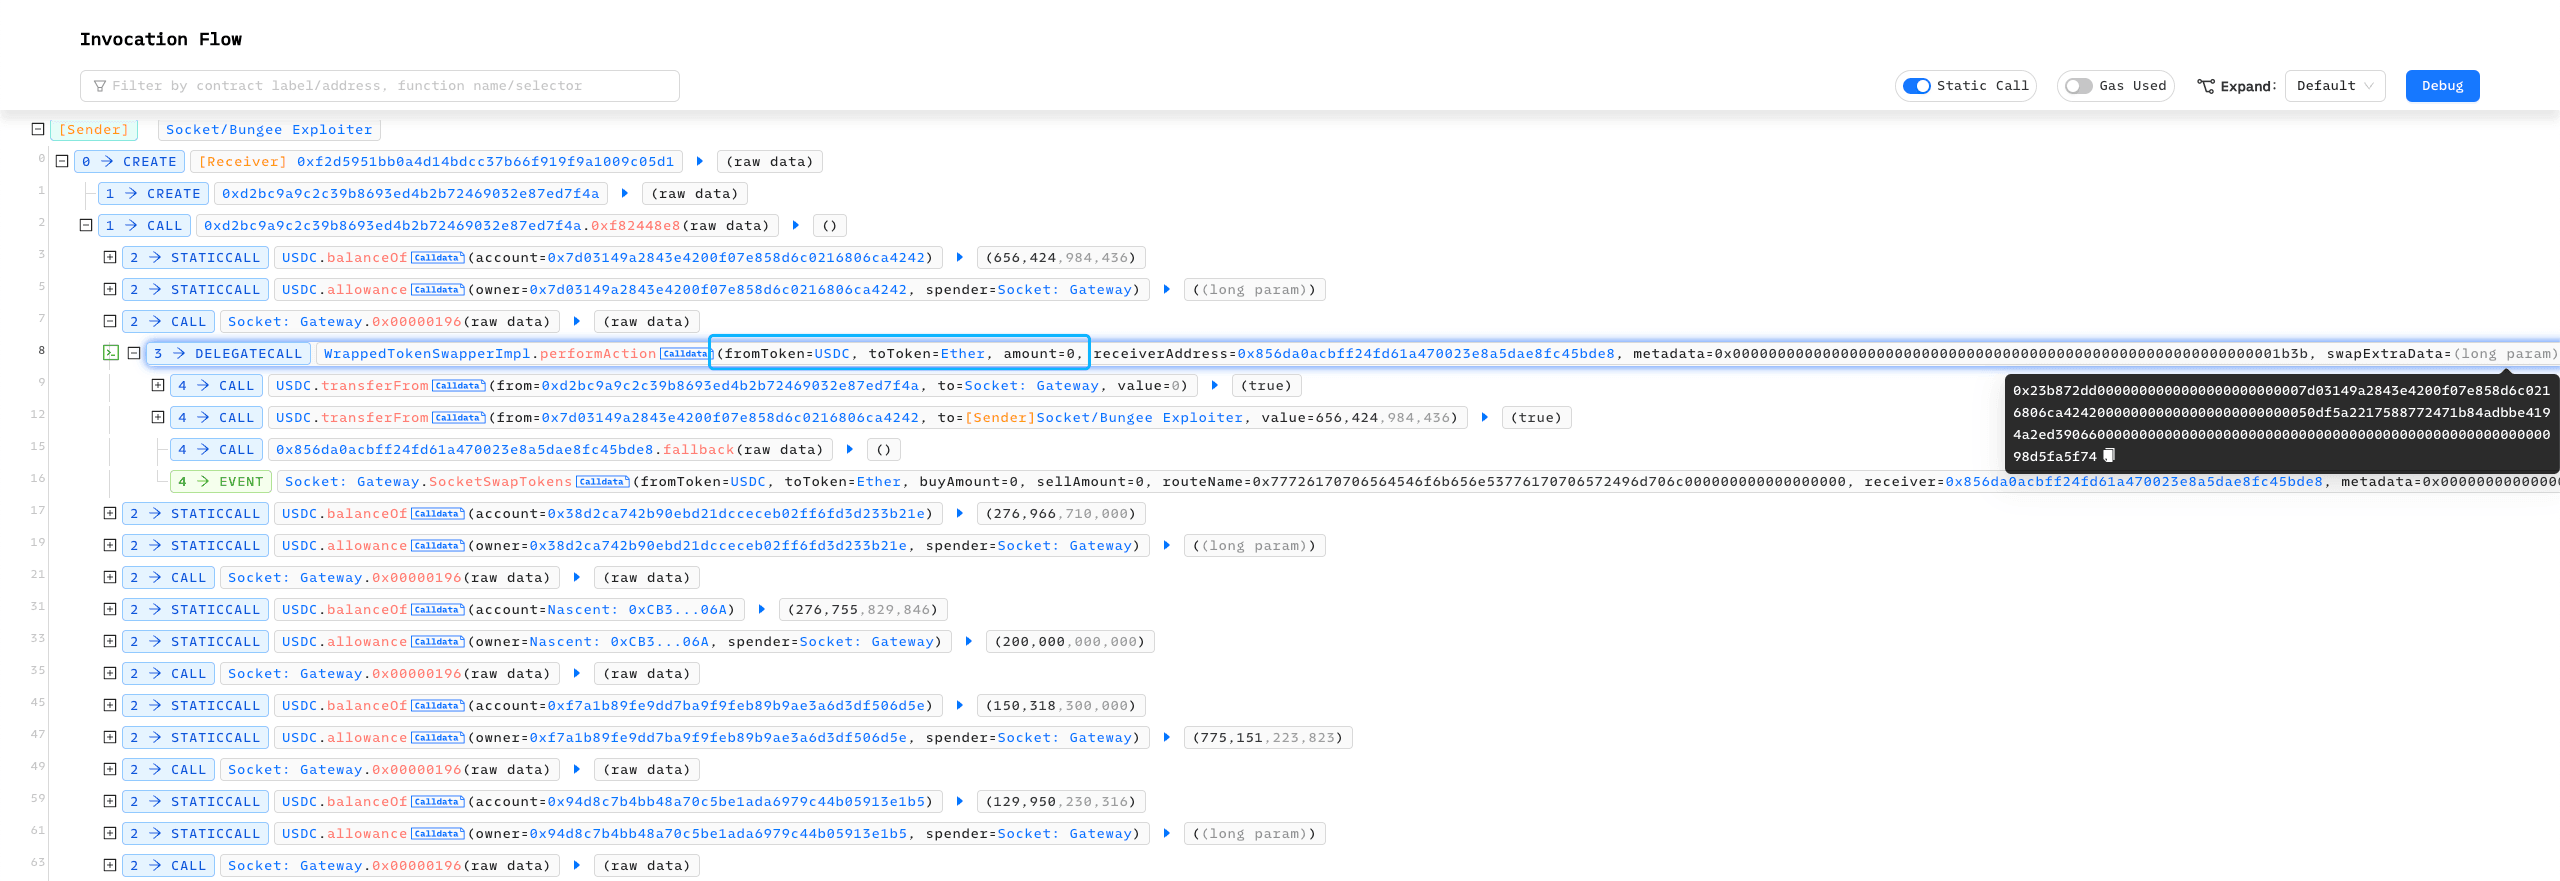 Invocation Flow
Filter by contract label/address, function name/selector
Static Call
Gas Used
Expand:
Default
Debug
[Sender] Socket/Bungee Exploiter
0 0 → CREATE [Receiver] 0xf2d5951bb0a4d14bdcc37b66f919f9a1009c05d1 (raw data)
1 1 → CREATE 0xd2bc9a9c2c39b8693ed4b2b72469032e87ed7f4a (raw data)
2 1 → CALL 0xd2bc9a9c2c39b8693ed4b2b72469032e87ed7f4a.0xf82448e8(raw data) ()
3 2 → STATICCALL USDC.balanceOf Calldata (account=0x7d03149a2843e4200f07e858d6c0216806ca4242) (656,424,984,436)
5 2 → STATICCALL USDC.allowance Calldata (owner=0x7d03149a2843e4200f07e858d6c0216806ca4242, spender=Socket: Gateway) ((long param))
7 2 → CALL Socket: Gateway.0x00000196(raw data) (raw data)
8 3 → DELEGATECALL WrappedTokenSwapperImpl.performAction Calldata (fromToken=USDC, toToken=Ether, amount=0, receiverAddress=0x856da0acbff24fd61a470023e8a5dae8fc45bde8, metadata=0x0000000000000000000000000000000000000000000000000000000000001b3b, swapExtraData=(long param)
9 4 → CALL USDC.transferFrom Calldata (from=0xd2bc9a9c2c39b8693ed4b2b72469032e87ed7f4a, to=Socket: Gateway, value=0) (true)
0x23b872dd0000000000000000000000007d03149a2843e4200f07e858d6c021
6806ca424200000000000000000000000050df5a2217588772471b84adbbe419
4a2ed39066000000000000000000000000000000000000000000000000000000
98d5fa5f74
12 4 → CALL USDC.transferFrom Calldata (from=0x7d03149a2843e4200f07e858d6c0216806ca4242, to=[Sender]Socket/Bungee Exploiter, value=656,424,984,436) (true)
15 4 → CALL 0x856da0acbff24fd61a470023e8a5dae8fc45bde8.fallback(raw data) ()
16 4 → EVENT Socket: Gateway.SocketSwapTokens Calldata (fromToken=USDC, toToken=Ether, buyAmount=0, sellAmount=0, routeName=0x77726170706564546f6b656e53776170706572496d706c000000000000000000, receiver=0x856da0acbff24fd61a470023e8a5dae8fc45bde8, metadata=0x0000000000000
17 2 → STATICCALL USDC.balanceOf Calldata (account=0x38d2ca742b90ebd21dcceceb02ff6fd3d233b21e) (276,966,710,000)
19 2 → STATICCALL USDC.allowance Calldata (owner=0x38d2ca742b90ebd21dcceceb02ff6fd3d233b21e, spender=Socket: Gateway) ((long param))
21 2 → CALL Socket: Gateway.0x00000196(raw data) (raw data)
31 2 → STATICCALL USDC.balanceOf Calldata (account=Nascent: 0xCB3...06A) (276,755,829,846)
33 2 → STATICCALL USDC.allowance Calldata (owner=Nascent: 0xCB3...06A, spender=Socket: Gateway) (200,000,000,000)
35 2 → CALL Socket: Gateway.0x00000196(raw data) (raw data)
45 2 → STATICCALL USDC.balanceOf Calldata (account=0xf7a1b89fe9dd7ba9f9feb89b9ae3a6d3df506d5e) (150,318,300,000)
47 2 → STATICCALL USDC.allowance Calldata (owner=0xf7a1b89fe9dd7ba9f9feb89b9ae3a6d3df506d5e, spender=Socket: Gateway) (775,151,223,823)
49 2 → CALL Socket: Gateway.0x00000196(raw data) (raw data)
59 2 → STATICCALL USDC.balanceOf Calldata (account=0x94d8c7b4bb48a70c5be1ada6979c44b05913e1b5) (129,950,230,316)
61 2 → STATICCALL USDC.allowance Calldata (owner=0x94d8c7b4bb48a70c5be1ada6979c44b05913e1b5, spender=Socket: Gateway) ((long param))
63 2 → CALL Socket: Gateway.0x00000196(raw data) (raw data)